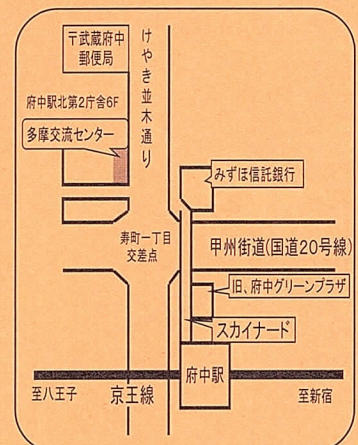 〒武蔵府中
郵便局
けやき並木通り
府中駅北第2庁舎6F
多摩交流センター
みずほ信託銀行
寿町一丁目
交差点
甲州街道(国道20号線)
旧、府中グリーンプラザ
スカイナード
府中駅
至八王子
京王線
至新宿